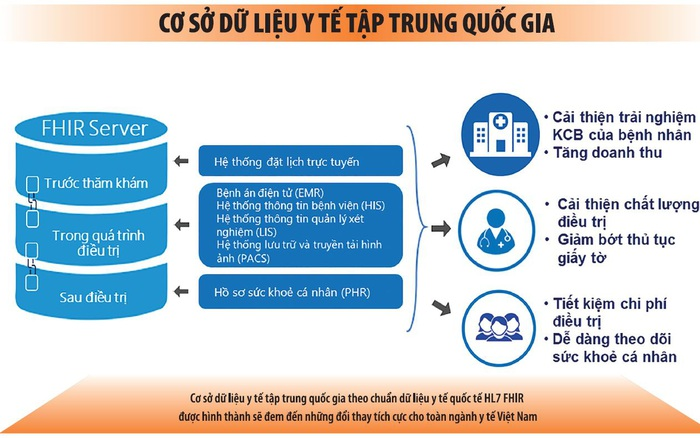 CƠ SỞ DỮ LIỆU Y TẾ TẬP TRUNG QUỐC GIA
FHIR Server
Trước thăm khám
Trong quá trình
điều trị
Sau điều trị
Hệ thống đặt lịch trực tuyến
Bệnh án điện tử (EMR)
Hệ thống thông tin bệnh viện (HIS)
Hệ thống thông tin quản lý xét
nghiệm (LIS)
Hệ thống lưu trữ và truyền tải hình
ảnh (PACS)
Hồ sơ sức khoẻ cá nhân (PHR)
• Cải thiện trải nghiệm
KCB của bệnh nhân
• Tăng doanh thu
• Cải thiện chất lượng
điều trị
• Giảm bớt thủ tục
giấy tờ
• Tiết kiệm chi phí
điều trị
• Dễ dàng theo dõi
sức khoẻ cá nhân
Cơ sở dữ liệu y tế tập trung quốc gia theo chuẩn dữ liệu y tế quốc tế HL7 FHIR
được hình thành sẽ đem đến những đổi thay tích cực cho toàn ngành y tế Việt Nam